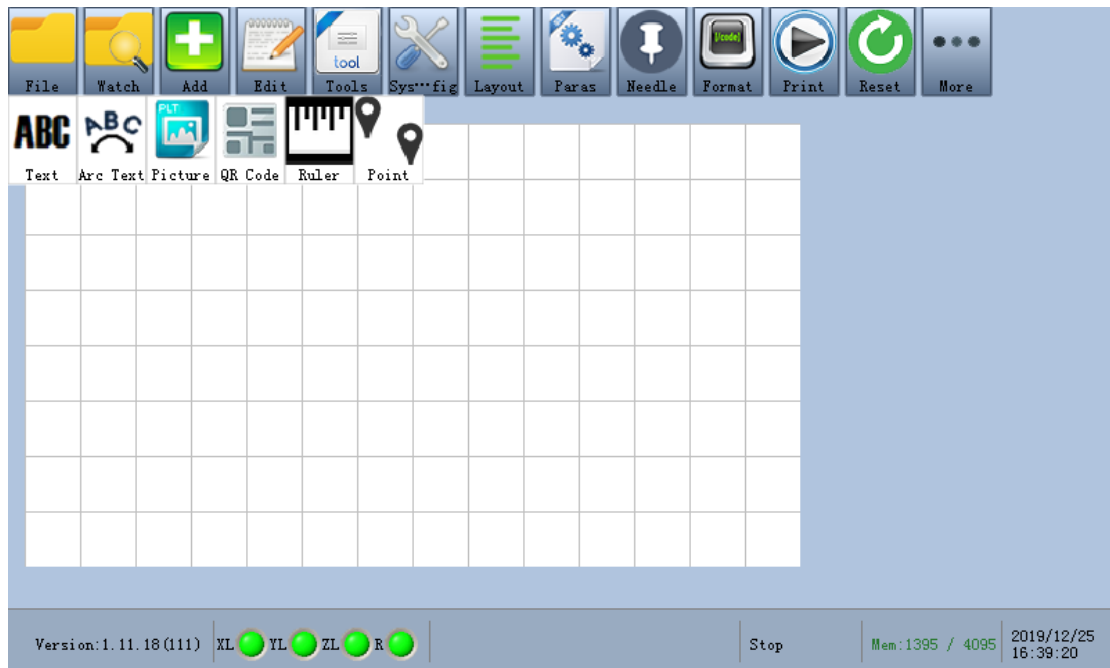 tool
[/code]
File Watch Add Edit Tools Sys···fig Layout Paras Needle Format Print Reset More
ABC ABC PLT
Text Arc Text Picture QR Code Ruler Point
Version:1.11.18(111) XL YL ZL R Stop Mem:1395 / 4095 2019/12/25
16:39:20